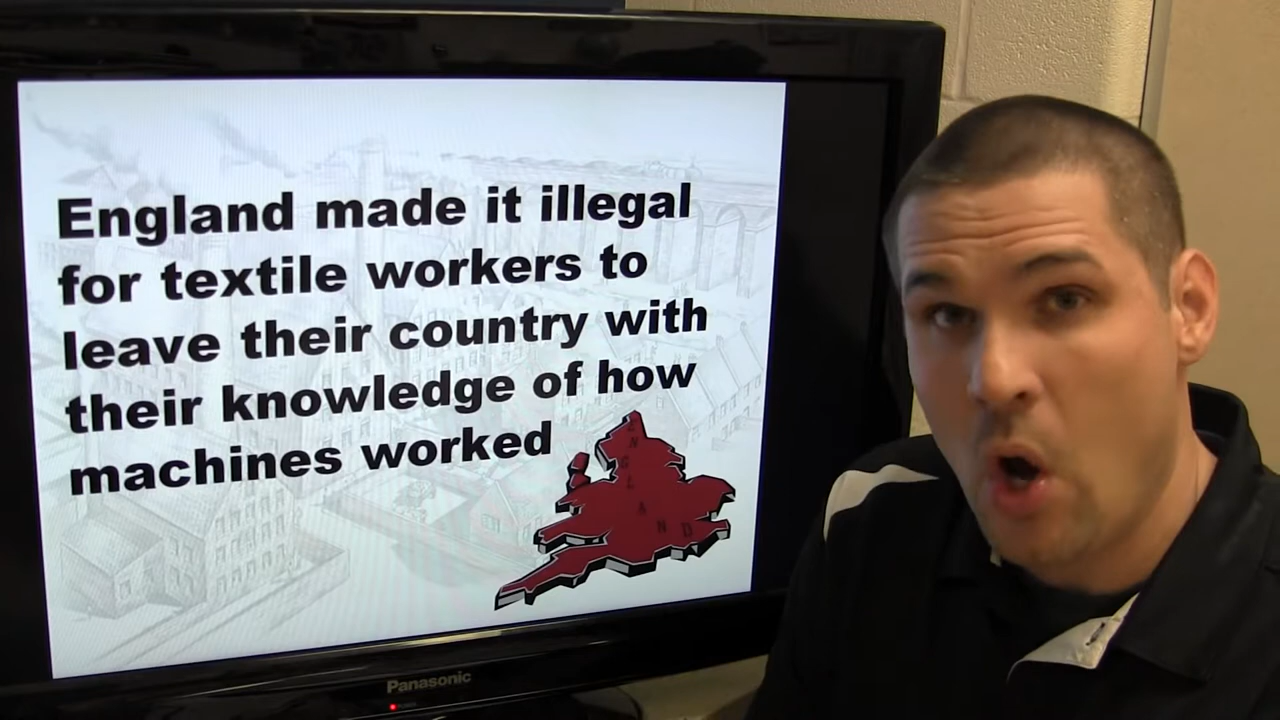 England made it illegal
for textile workers to
leave their country with
their knowledge of how
machines worked
ENGLAND
Panasonic